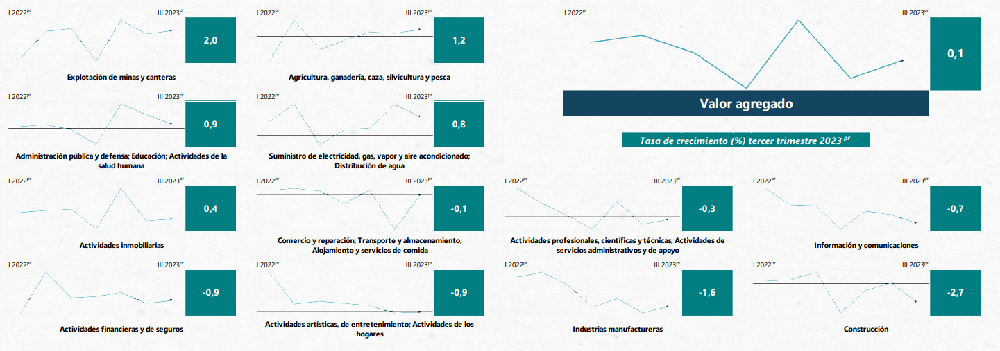 I 2022pr III 2023pr
2,0
Explotación de minas y canteras
I 2022pr III 2023pr
1,2
Agricultura, ganadería, caza, silvicultura y pesca
I 2022pr III 2023pr
0,1
Valor agregado
Tasa de crecimiento (%) tercer trimestre 2023 pr
I 2022pr III 2023pr
0,9
Administración pública y defensa; Educación; Actividades de la
salud humana
I 2022pr III 2023pr
0,8
Suministro de electricidad, gas, vapor y aire acondicionado;
Distribución de agua
I 2022pr III 2023pr
0,4
Actividades inmobiliarias
I 2022pr III 2023pr
-0,1
Comercio y reparación; Transporte y almacenamiento;
Alojamiento y servicios de comida
I 2022pr III 2023pr
-0,3
Actividades profesionales, científicas y técnicas; Actividades de
servicios administrativos y de apoyo
I 2022pr III 2023pr
-0,7
Información y comunicaciones
I 2022pr III 2023pr
-0,9
Actividades financieras y de seguros
I 2022pr III 2023pr
-0,9
Actividades artísticas, de entretenimiento; Actividades de los
hogares
I 2022pr III 2023pr
-1,6
Industrias manufactureras
I 2022pr III 2023pr
-2,7
Construcción